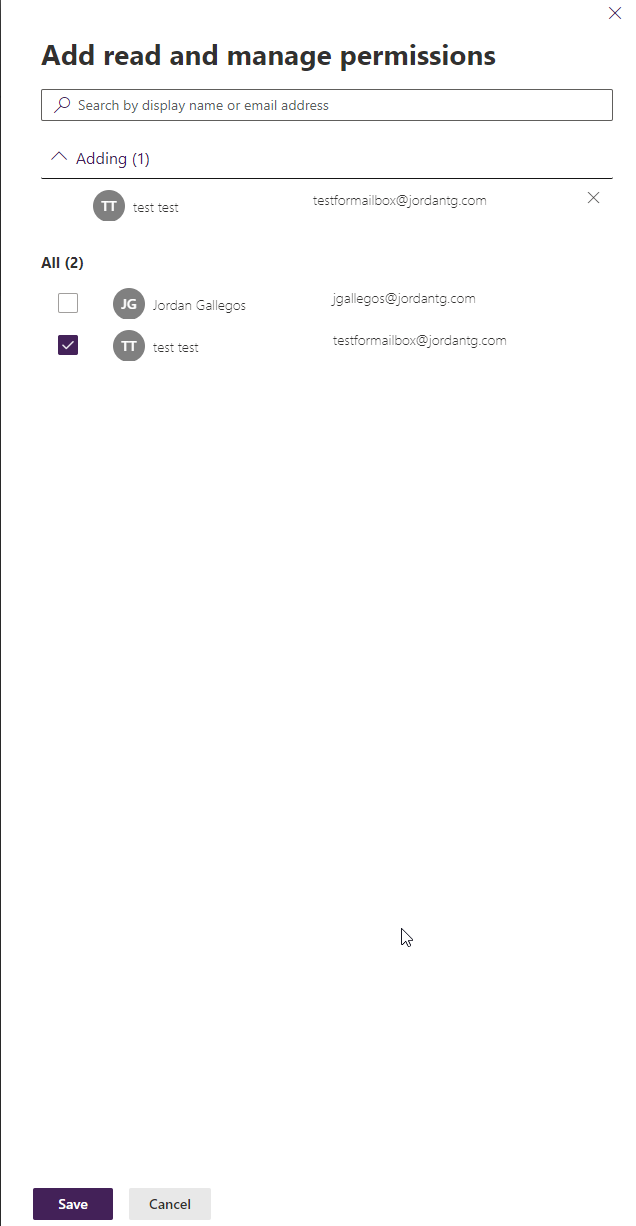 Add read and manage permissions
Search by display name or email address
Adding (1)
TT test test testformailbox@jordantg.com
All (2)
JG Jordan Gallegos jgallegos@jordantg.com
TT test test testformailbox@jordantg.com
Save Cancel